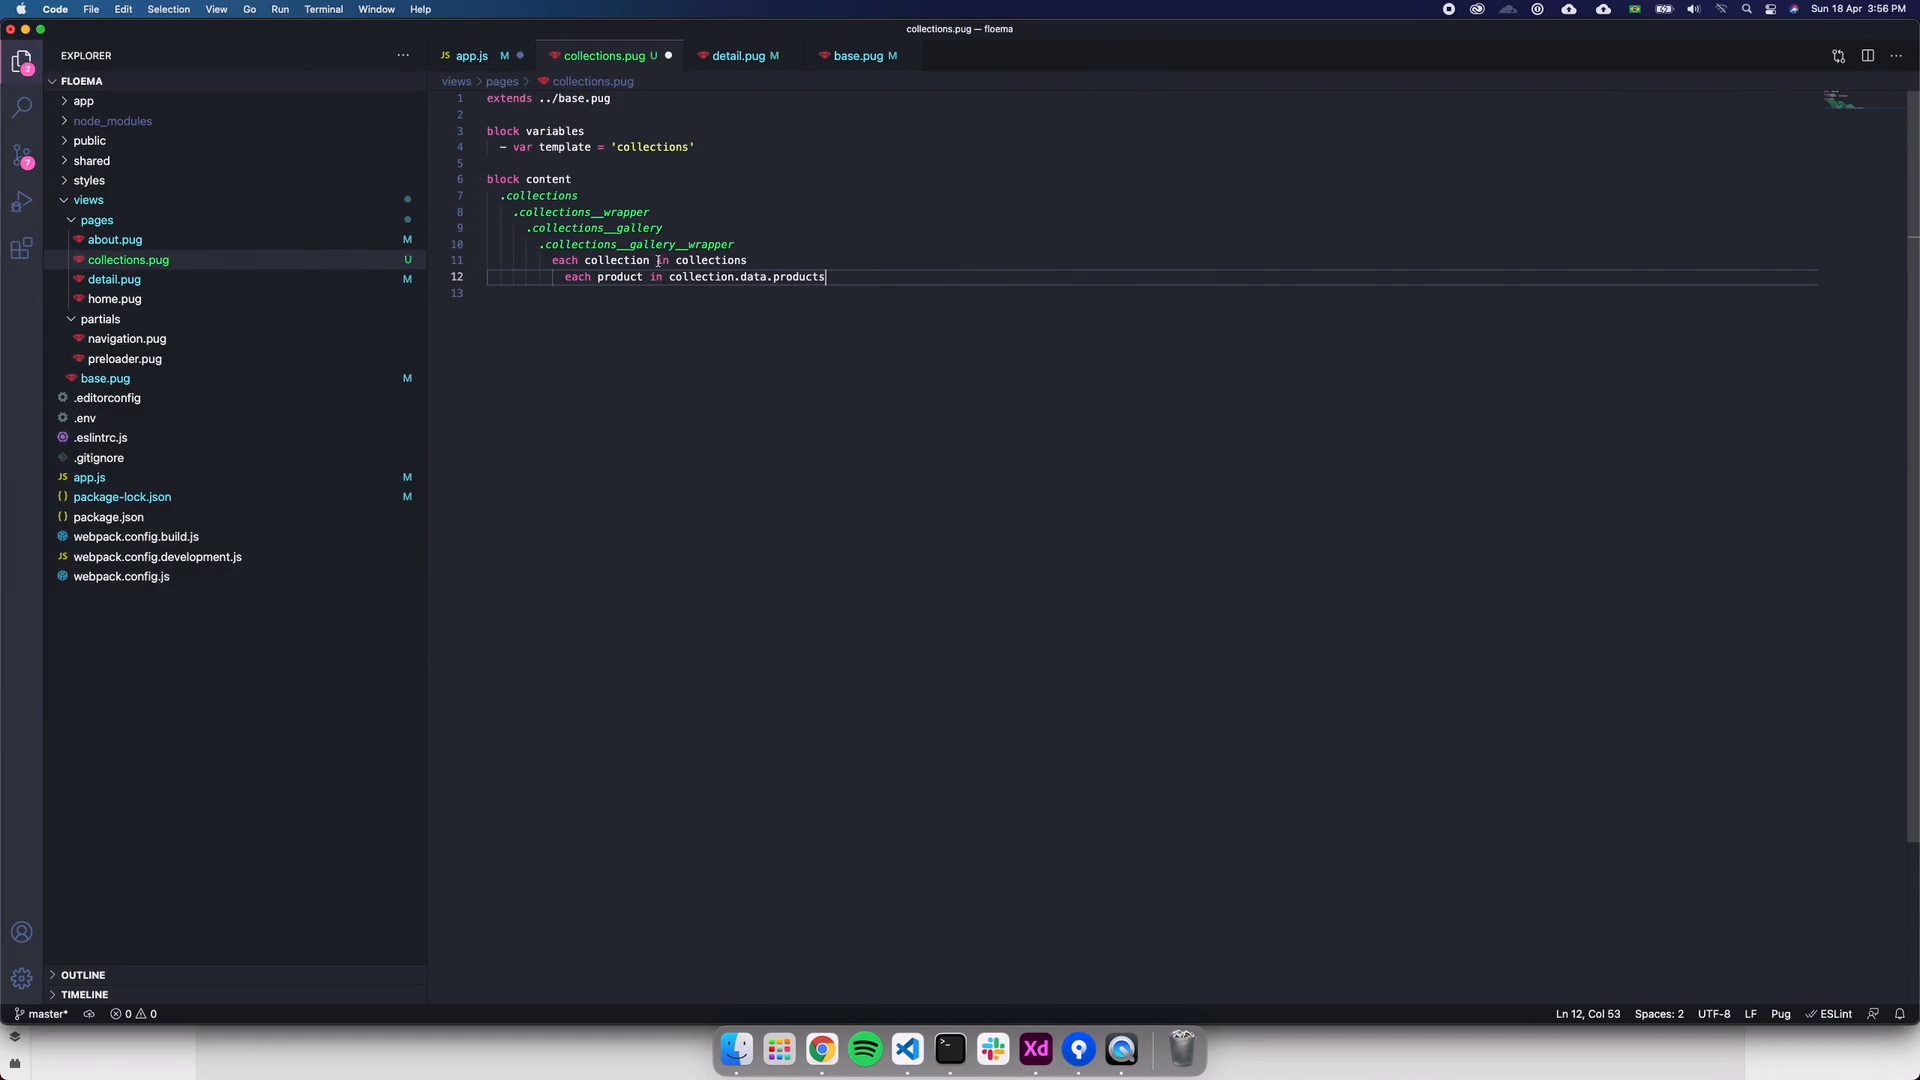 Code File Edit Selection View Go Run Terminal Window Help
Sun 18 Apr 3:56 PM
collections.pug — floema
EXPLORER
FLOEMA
app
node_modules
public
shared
styles
views
pages
about.pug M
collections.pug U
detail.pug M
home.pug
partials
navigation.pug
preloader.pug
base.pug M
.editorconfig
.env
.eslintrc.js
.gitignore
JS app.js M
{} package-lock.json M
{} package.json
webpack.config.build.js
JS webpack.config.development.js
webpack.config.js
OUTLINE
TIMELINE
2
7
JS app.js M
collections.pug U
detail.pug M
base.pug M
views > pages > collections.pug
1 extends ../base.pug
2
3 block variables
4 - var template = 'collections'
5
6 block content
7 .collections
8 .collections__wrapper
9 .collections__gallery
10 .collections__gallery__wrapper
11 each collection in collections
12 each product in collection.data.products
13
master* 0 0
Ln 12, Col 53 Spaces: 2 UTF-8 LF Pug ESLint
Xd